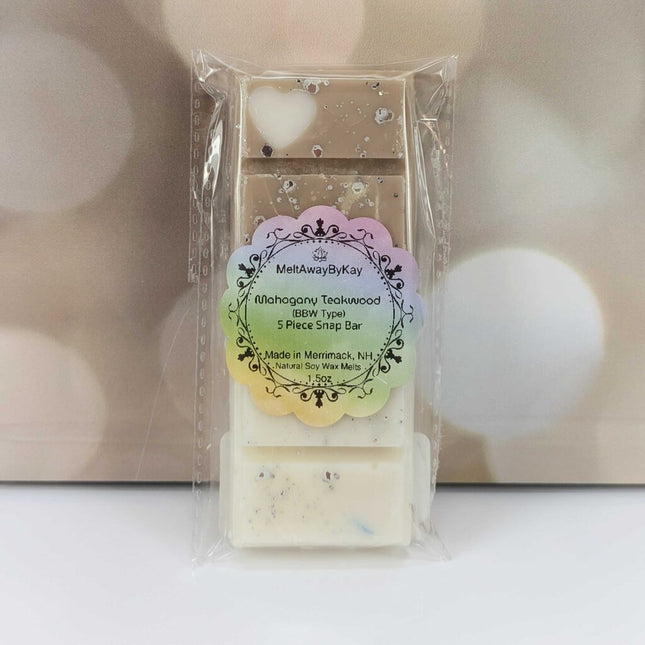 MeltAwayByKay
Mahogany Teakwood
(BBW Type)
5 Piece Snap Bar
Made in Merrimack, NH
Natural Soy Wax Melts
1.5oz